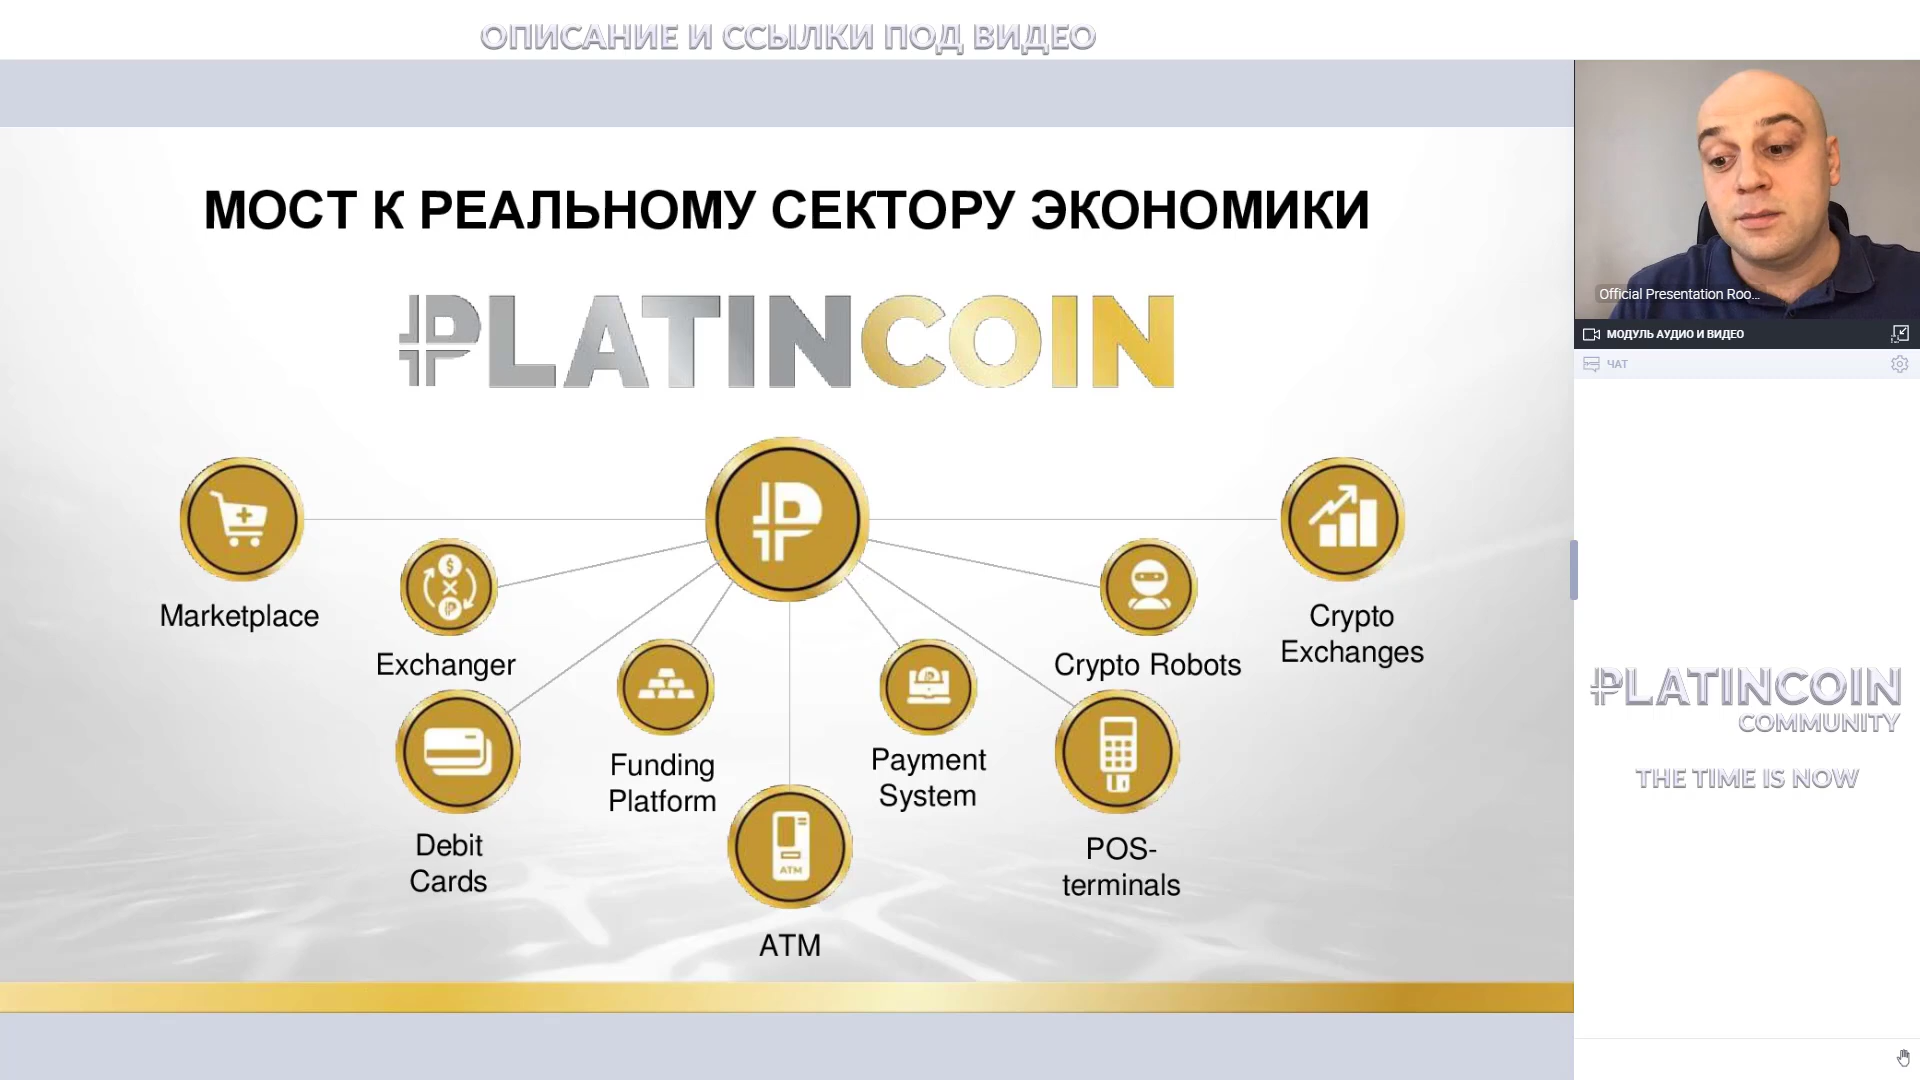 ОПИСАНИЕ И ССЫЛКИ ПОД ВИДЕО
МОСТ К РЕАЛЬНОМУ СЕКТОРУ ЭКОНОМИКИ
PLATINCOIN
Marketplace
Exchanger
Debit
Cards
Funding
Platform
ATM
ATM
Payment
System
Crypto Robots
POS-
terminals
Crypto
Exchanges
Official Presentation Roo...
МОДУЛЬ АУДИО И ВИДЕО
ЧАТ
PLATINCOIN
COMMUNITY
THE TIME IS NOW